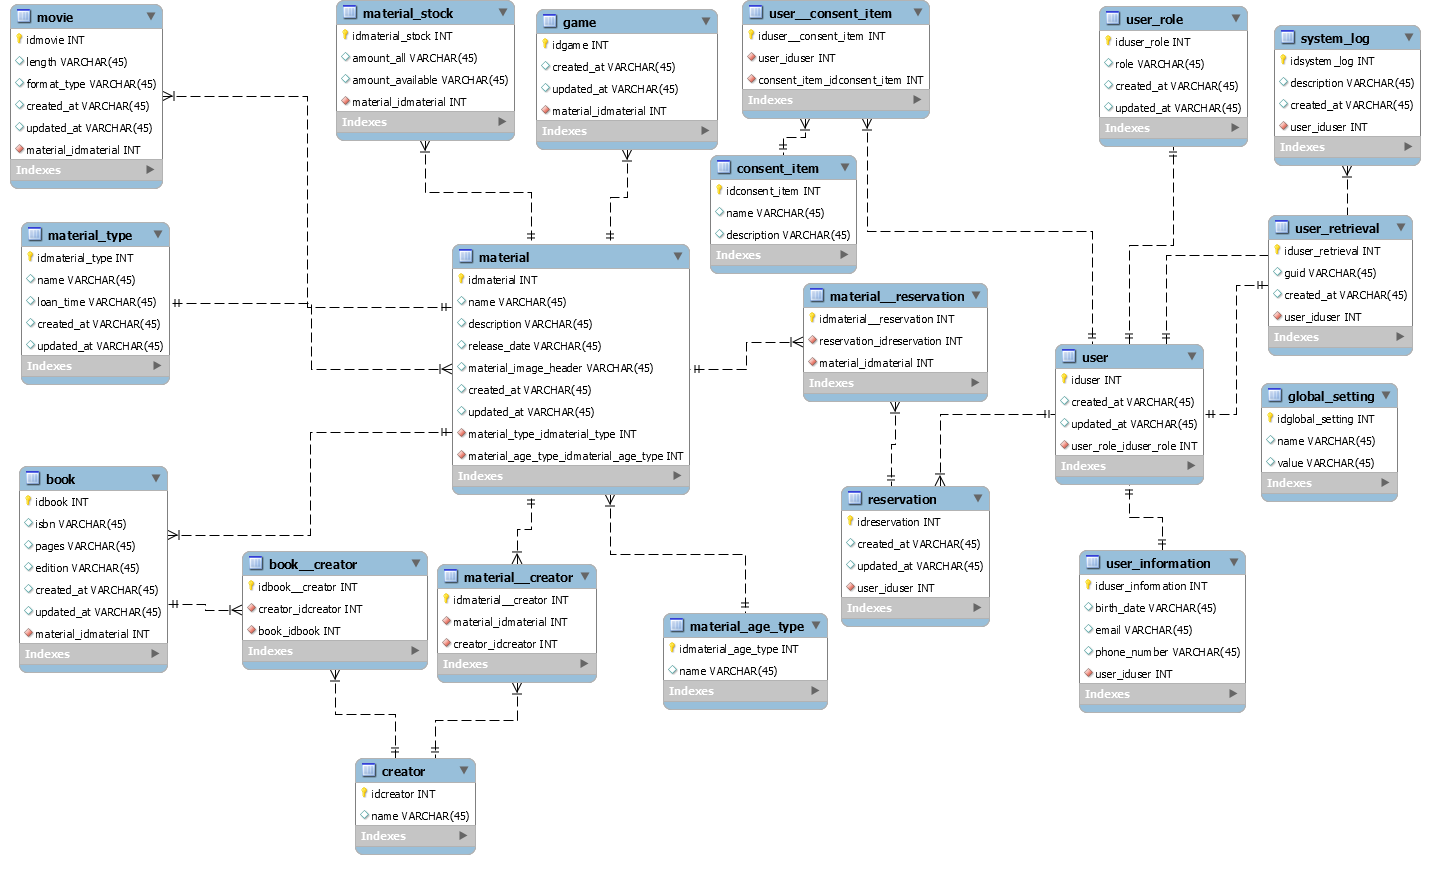 movie
idmovie INT
length VARCHAR(45)
format_type VARCHAR(45)
created_at VARCHAR(45)
updated_at VARCHAR(45)
material_idmaterial INT
Indexes
material_stock
idmaterial_stock INT
amount_all VARCHAR(45)
amount_available VARCHAR(45)
material_idmaterial INT
Indexes
game
idgame INT
created_at VARCHAR(45)
updated_at VARCHAR(45)
material_idmaterial INT
Indexes
user__consent_item
iduser__consent_item INT
user_iduser INT
consent_item_idconsent_item INT
Indexes
user_role
iduser_role INT
role VARCHAR(45)
created_at VARCHAR(45)
updated_at VARCHAR(45)
Indexes
system_log
idsystem_log INT
description VARCHAR(45)
created_at VARCHAR(45)
user_iduser INT
Indexes
consent_item
idconsent_item INT
name VARCHAR(45)
description VARCHAR(45)
Indexes
material_type
idmaterial_type INT
name VARCHAR(45)
loan_time VARCHAR(45)
created_at VARCHAR(45)
updated_at VARCHAR(45)
Indexes
material
idmaterial INT
name VARCHAR(45)
description VARCHAR(45)
release_date VARCHAR(45)
material_image_header VARCHAR(45)
created_at VARCHAR(45)
updated_at VARCHAR(45)
material_type_idmaterial_type INT
material_age_type_idmaterial_age_type INT
Indexes
material__reservation
idmaterial__reservation INT
reservation_idreservation INT
material_idmaterial INT
Indexes
user_retrieval
iduser_retrieval INT
guid VARCHAR(45)
created_at VARCHAR(45)
user_iduser INT
Indexes
user
iduser INT
created_at VARCHAR(45)
updated_at VARCHAR(45)
user_role_iduser_role INT
Indexes
global_setting
idglobal_setting INT
name VARCHAR(45)
value VARCHAR(45)
Indexes
book
idbook INT
isbn VARCHAR(45)
pages VARCHAR(45)
edition VARCHAR(45)
created_at VARCHAR(45)
updated_at VARCHAR(45)
material_idmaterial INT
Indexes
book__creator
idbook__creator INT
creator_idcreator INT
book_idbook INT
Indexes
material__creator
idmaterial__creator INT
material_idmaterial INT
creator_idcreator INT
Indexes
reservation
idreservation INT
created_at VARCHAR(45)
updated_at VARCHAR(45)
user_iduser INT
Indexes
user_information
iduser_information INT
birth_date VARCHAR(45)
email VARCHAR(45)
phone_number VARCHAR(45)
user_iduser INT
Indexes
material_age_type
idmaterial_age_type INT
name VARCHAR(45)
Indexes
creator
idcreator INT
name VARCHAR(45)
Indexes